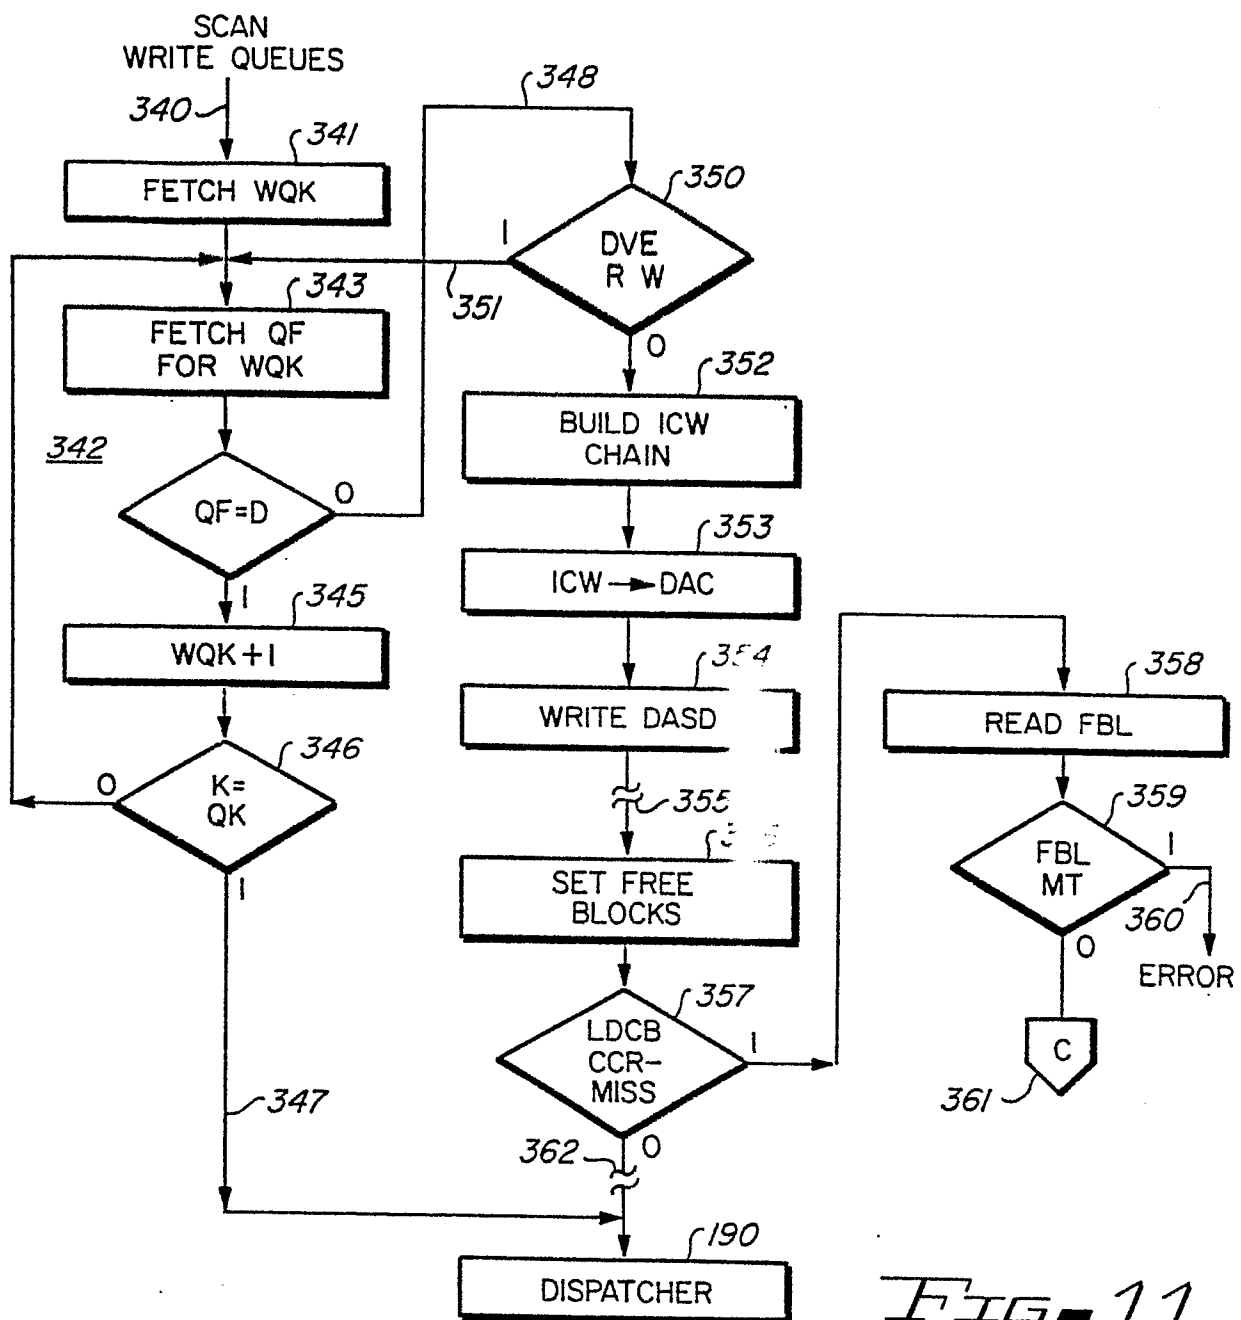 SCAN
WRITE QUEUES
340
341
FETCH WQK
343
FETCH QF
FOR WQK
342
QF=D
0
1
345
WQK+1
346
K=
QK
0
1
347
348
350
DVE
R W
1
351
0
352
BUILD ICW
CHAIN
353
ICW → DAC
354
WRITE DASD
355
SET FREE
BLOCKS
357
LDCB
CCR-
MISS
1
0
362
190
DISPATCHER
358
READ FBL
359
FBL
MT
1
360
ERROR
0
C
361
FIG. 11